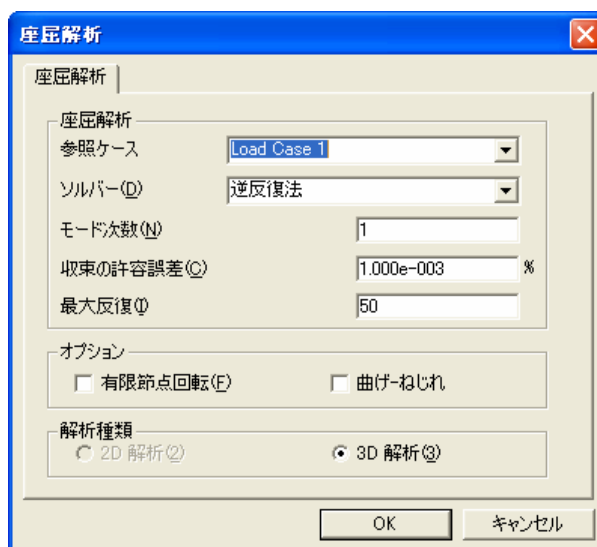 座屈解析
座屈解析
座屈解析
参照ケース Load Case 1
ソルバー(D) 逆反復法
モード次数(N) 1
収束の許容誤差(C) 1.000e-003 %
最大反復(I) 50
オプション
有限節点回転(F) 曲げ-ねじれ
解析種類
2D 解析(2) 3D 解析(3)
OK キャンセル